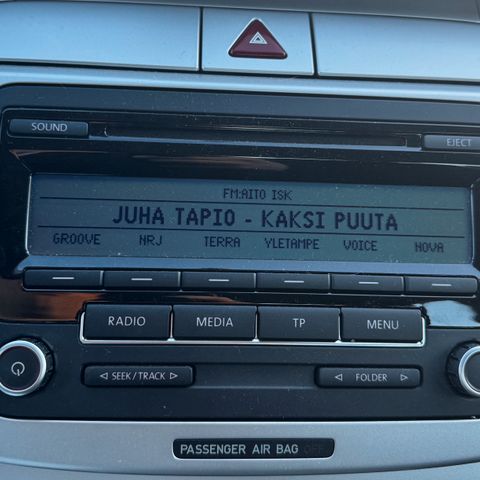 SOUND
EJECT
FM:AITO ISK
JUHA TAPIO - KAKSI PUUTA
GROOVE NRJ TERRA YLETAMPE VOICE NOVA
RADIO MEDIA TP MENU
◁ SEEK / TRACK ▷
◁ FOLDER ▷
PASSENGER AIR BAG